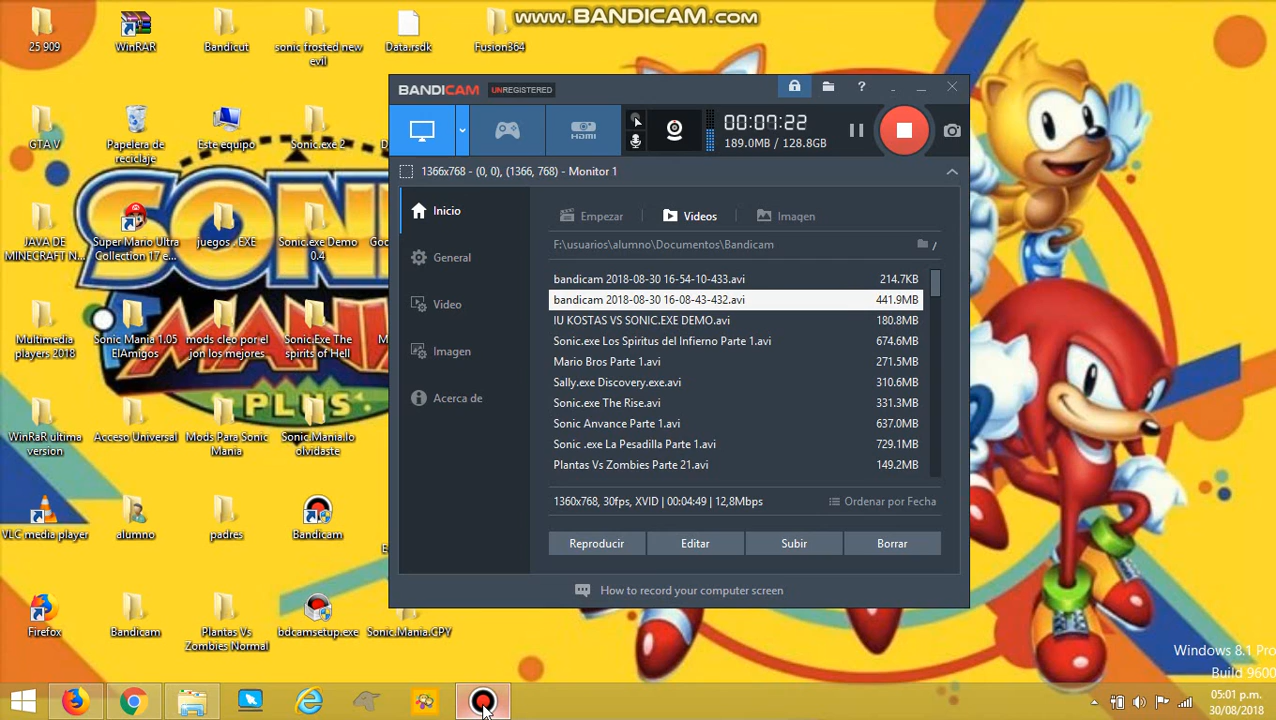 www.BANDICAM.com
25 909
WinRAR
Bandicut
sonic frosted new
evil
Data.rsdk
Fusion364
GTA V
Papelera de
reciclaje
Este equipo
Sonic.exe 2
JAVA DE
MINECRAFT N...
Super Mario Ultra
Collection 17 e...
juegos .EXE
Sonic.exe Demo
0.4
Multimedia
players 2018
Sonic Mania 1.05
ElAmigos
mods cleo por el
jon los mejores
Sonic.Exe The
spirits of Hell
WinRaR ultima
version
Acceso Universal
Mods Para Sonic
Mania
Sonic.Mania.lo
olvidaste
VLC media player
alumno
padres
Bandicam
Firefox
Bandicam
Plantas Vs
Zombies Normal
bdcamsetup.exe
Sonic.Mania.CPY
PLUS
BANDICAM UNREGISTERED
HDMI
00:07:22
189.0MB / 128.8GB
1366x768 - (0, 0), (1366, 768) - Monitor 1
Inicio
General
Video
Imagen
Acerca de
Empezar
Videos
Imagen
F:\usuarios\alumno\Documentos\Bandicam
bandicam 2018-08-30 16-54-10-433.avi 214.7KB
bandicam 2018-08-30 16-08-43-432.avi 441.9MB
IU KOSTAS VS SONIC.EXE DEMO.avi 180.8MB
Sonic.exe Los Spiritus del Infierno Parte 1.avi 674.6MB
Mario Bros Parte 1.avi 271.5MB
Sally.exe Discovery.exe.avi 310.6MB
Sonic.exe The Rise.avi 331.3MB
Sonic Anvance Parte 1.avi 637.0MB
Sonic .exe La Pesadilla Parte 1.avi 729.1MB
Plantas Vs Zombies Parte 21.avi 149.2MB
1360x768, 30fps, XVID | 00:04:49 | 12,8Mbps
Ordenar por Fecha
Reproducir
Editar
Subir
Borrar
How to record your computer screen
Windows 8.1 Pro
Build 9600
05:01 p.m.
30/08/2018